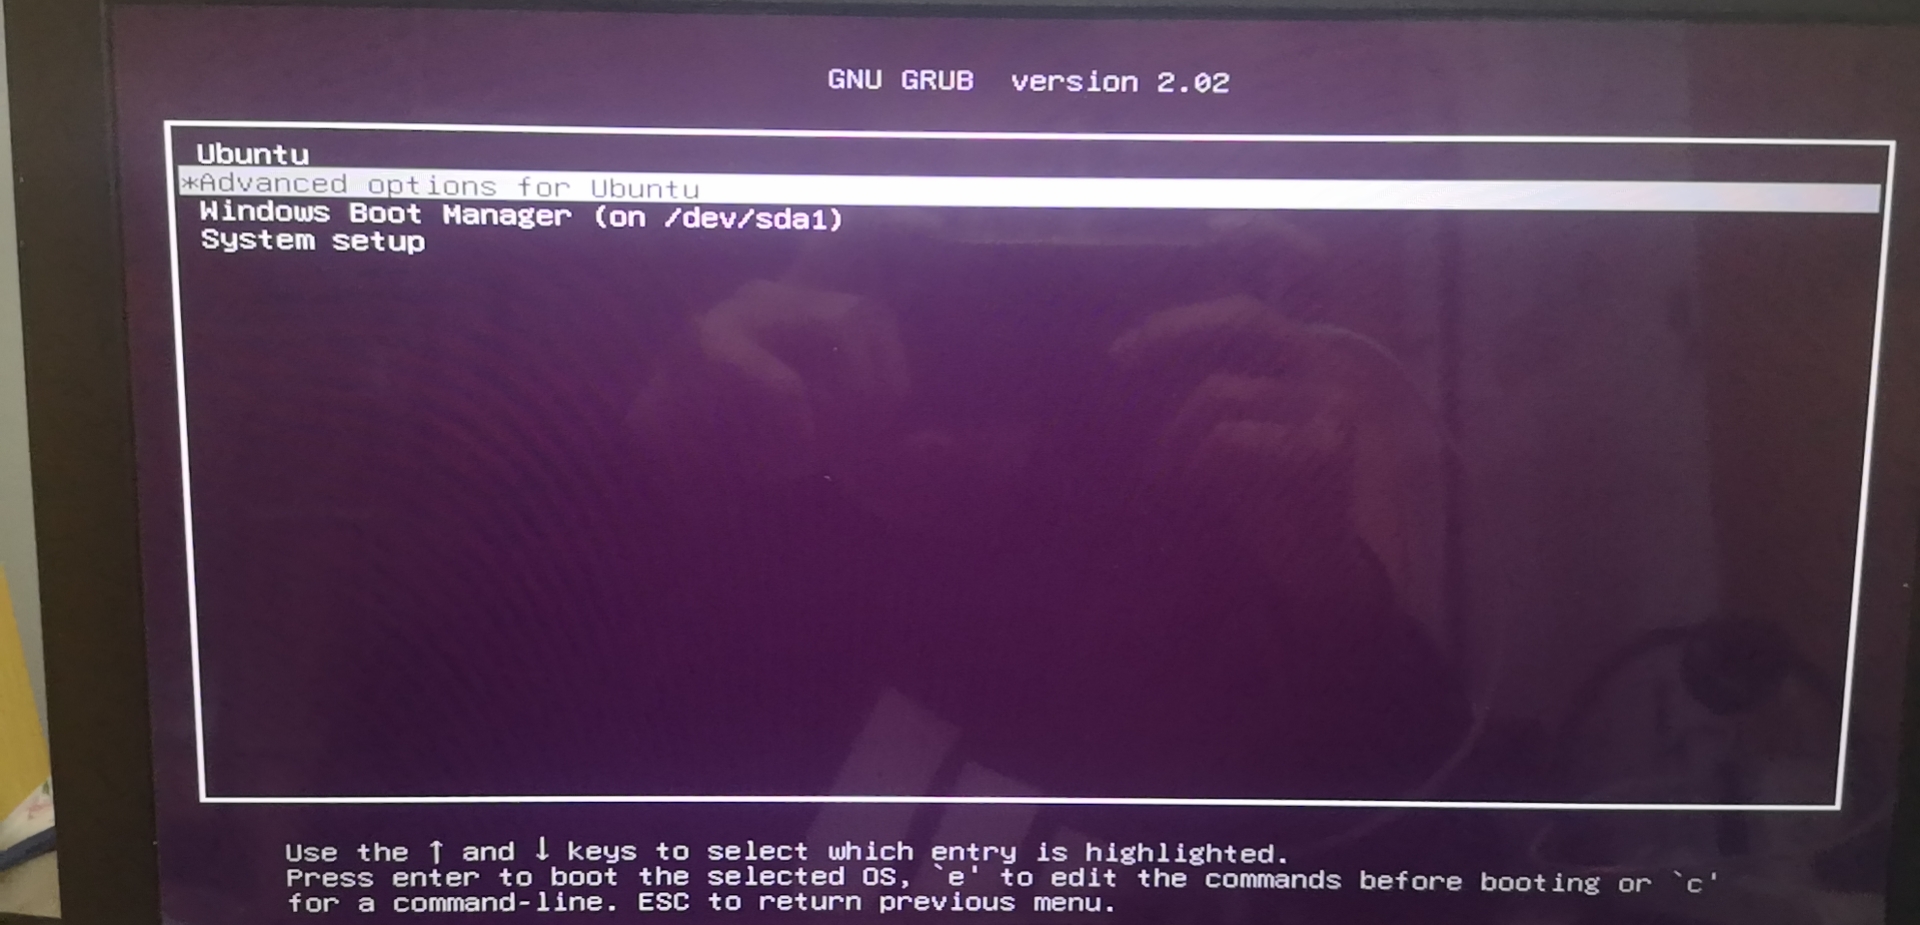 GNU GRUB  version 2.02
Ubuntu
*Advanced options for Ubuntu
Windows Boot Manager (on /dev/sda1)
System setup
Use the ↑ and ↓ keys to select which entry is highlighted.
Press enter to boot the selected OS, `e' to edit the commands before booting or `c'
for a command-line. ESC to return previous menu.